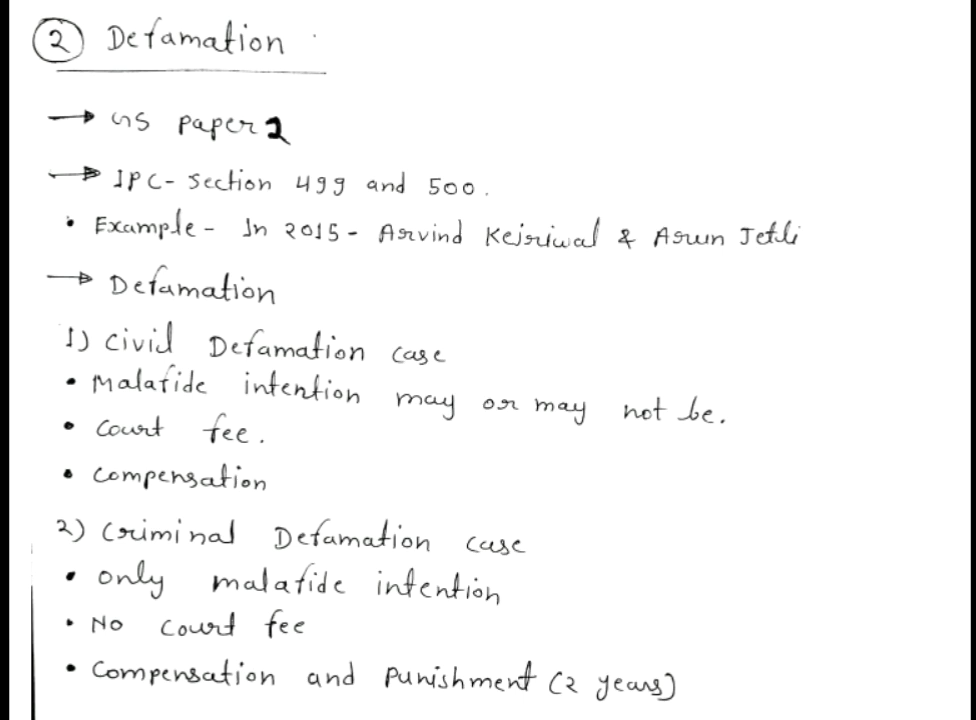 2 Defamation
→ GS paper 2
→ IPC- section 499 and 500.
• Example - In 2015 - Arvind Kejriwal & Arun Jetli
→ Defamation
1) Civil Defamation case
• Malafide intention may or may not be.
• Court fee.
• Compensation
2) Criminal Defamation case
• only malafide intention
• No court fee
• Compensation and punishment (2 years)